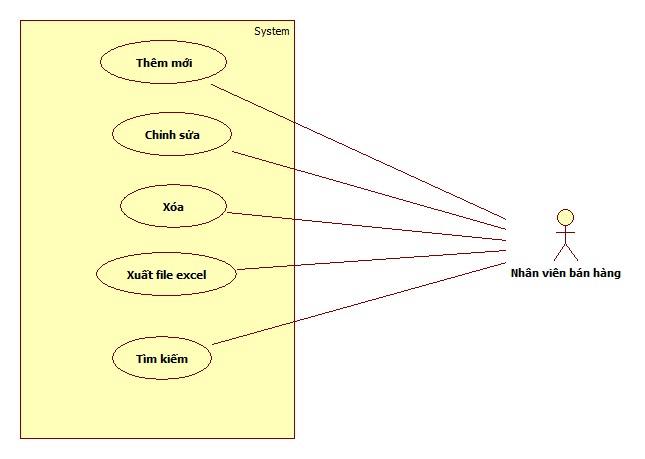 System
Thêm mới
Chỉnh sửa
Xóa
Xuất file excel
Tìm kiếm
Nhân viên bán hàng